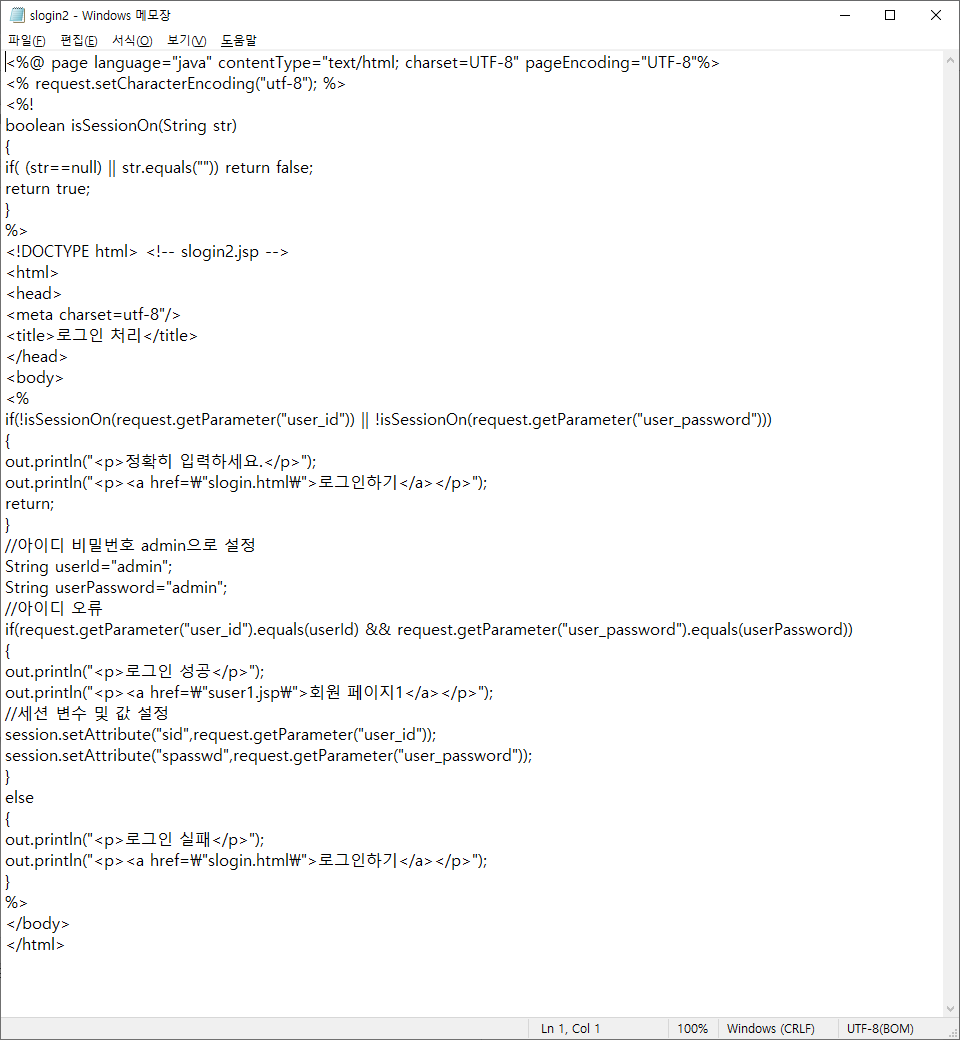 slogin2 - Windows 메모장
파일(F) 편집(E) 서식(O) 보기(V) 도움말
<%@ page language="java" contentType="text/html; charset=UTF-8" pageEncoding="UTF-8"%>
<% request.setCharacterEncoding("utf-8"); %>
<%!
boolean isSessionOn(String str)
{
if( (str==null) || str.equals("")) return false;
return true;
}
%>
<!DOCTYPE html> <!-- slogin2.jsp -->
<html>
<head>
<meta charset=utf-8"/>
<title>로그인 처리</title>
</head>
<body>
<%
if(!isSessionOn(request.getParameter("user_id")) || !isSessionOn(request.getParameter("user_password")))
{
out.println("<p>정확히 입력하세요.</p>");
out.println("<p><a href=₩"slogin.html₩">로그인하기</a></p>");
return;
}
//아이디 비밀번호 admin으로 설정
String userId="admin";
String userPassword="admin";
//아이디 오류
if(request.getParameter("user_id").equals(userId) && request.getParameter("user_password").equals(userPassword))
{
out.println("<p>로그인 성공</p>");
out.println("<p><a href=₩"suser1.jsp₩">회원 페이지1</a></p>");
//세션 변수 및 값 설정
session.setAttribute("sid",request.getParameter("user_id"));
session.setAttribute("spasswd",request.getParameter("user_password"));
}
else
{
out.println("<p>로그인 실패</p>");
out.println("<p><a href=₩"slogin.html₩">로그인하기</a></p>");
}
%>
</body>
</html>
Ln 1, Col 1 100% Windows (CRLF) UTF-8(BOM)